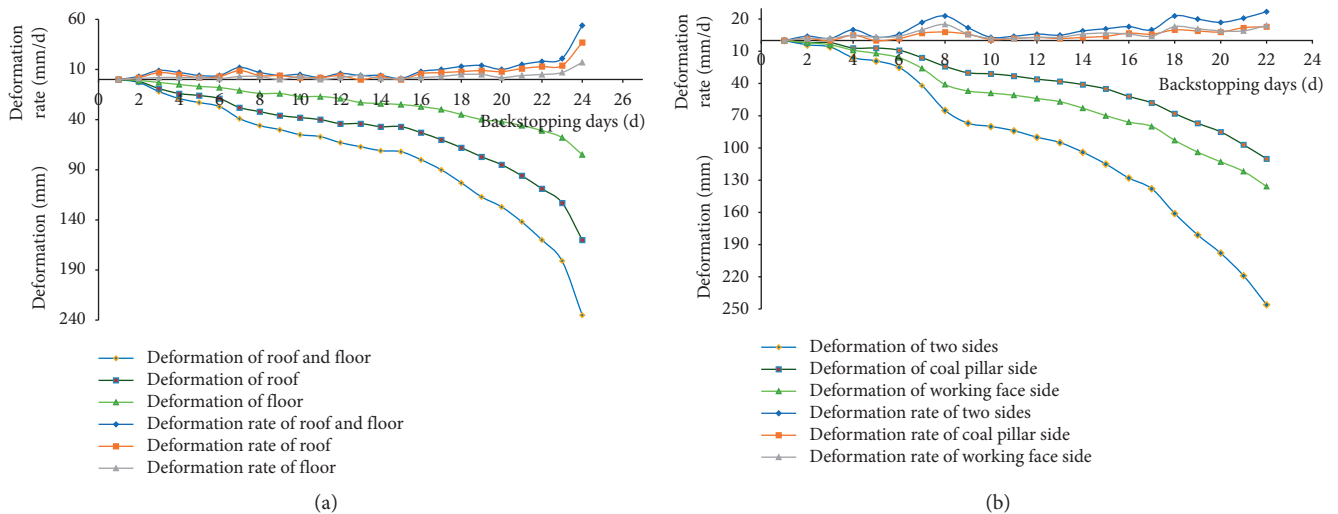 Deformation
rate (mm/d)
Deformation (mm)
60
10
40
90
140
190
240
0 2 4 6 8 10 12 14 16 18 20 22 24 26
Backstopping days (d)
Deformation of roof and floor
Deformation of roof
Deformation of floor
Deformation rate of roof and floor
Deformation rate of roof
Deformation rate of floor
(a)
Deformation
rate (mm/d)
Deformation (mm)
20
10
40
70
100
130
160
190
220
250
0 2 4 6 8 10 12 14 16 18 20 22 24
Backstopping days (d)
Deformation of two sides
Deformation of coal pillar side
Deformation of working face side
Deformation rate of two sides
Deformation rate of coal pillar side
Deformation rate of working face side
(b)